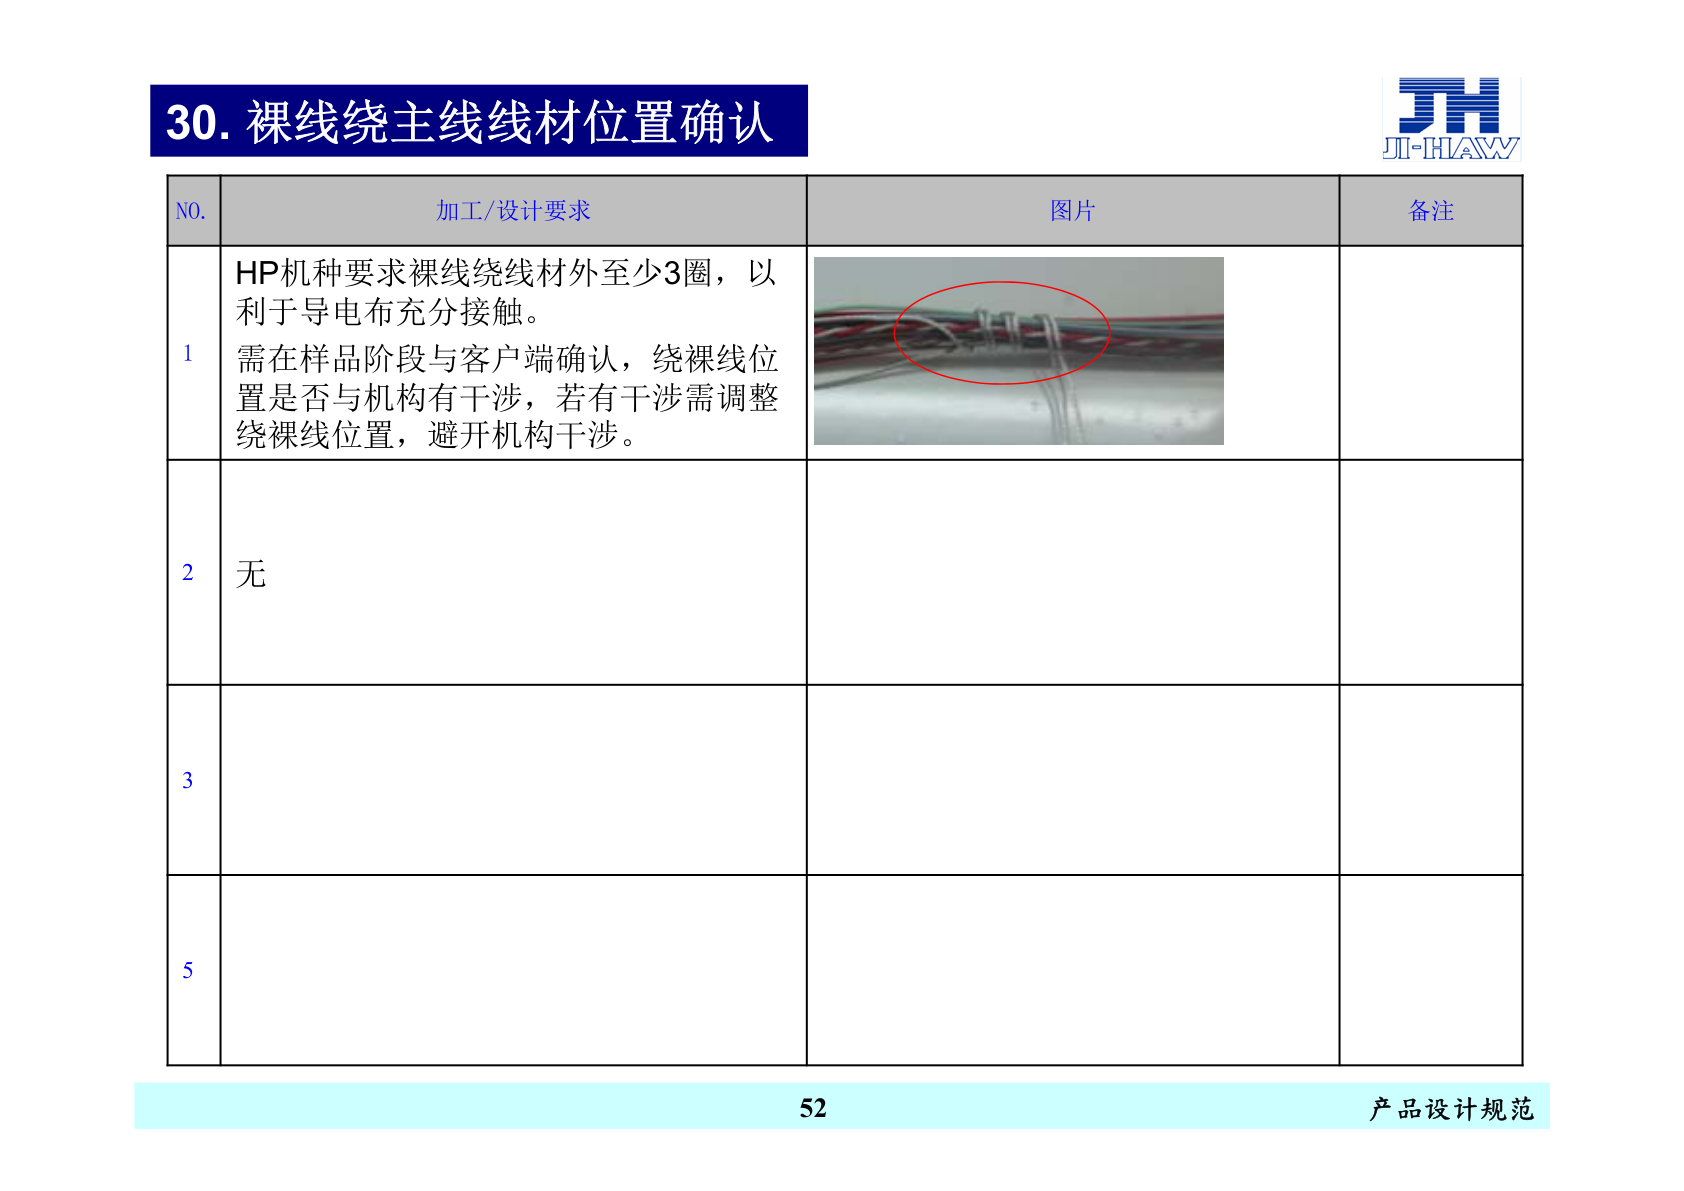 30. 裸线绕主线线材位置确认
JH
JI-HAW
NO. 加工/设计要求 图片 备注
1
HP机种要求裸线绕线材外至少3圈，以
利于导电布充分接触。
需在样品阶段与客户端确认，绕裸线位
置是否与机构有干涉，若有干涉需调整
绕裸线位置，避开机构干涉。
2 无
3
5
52 产品设计规范